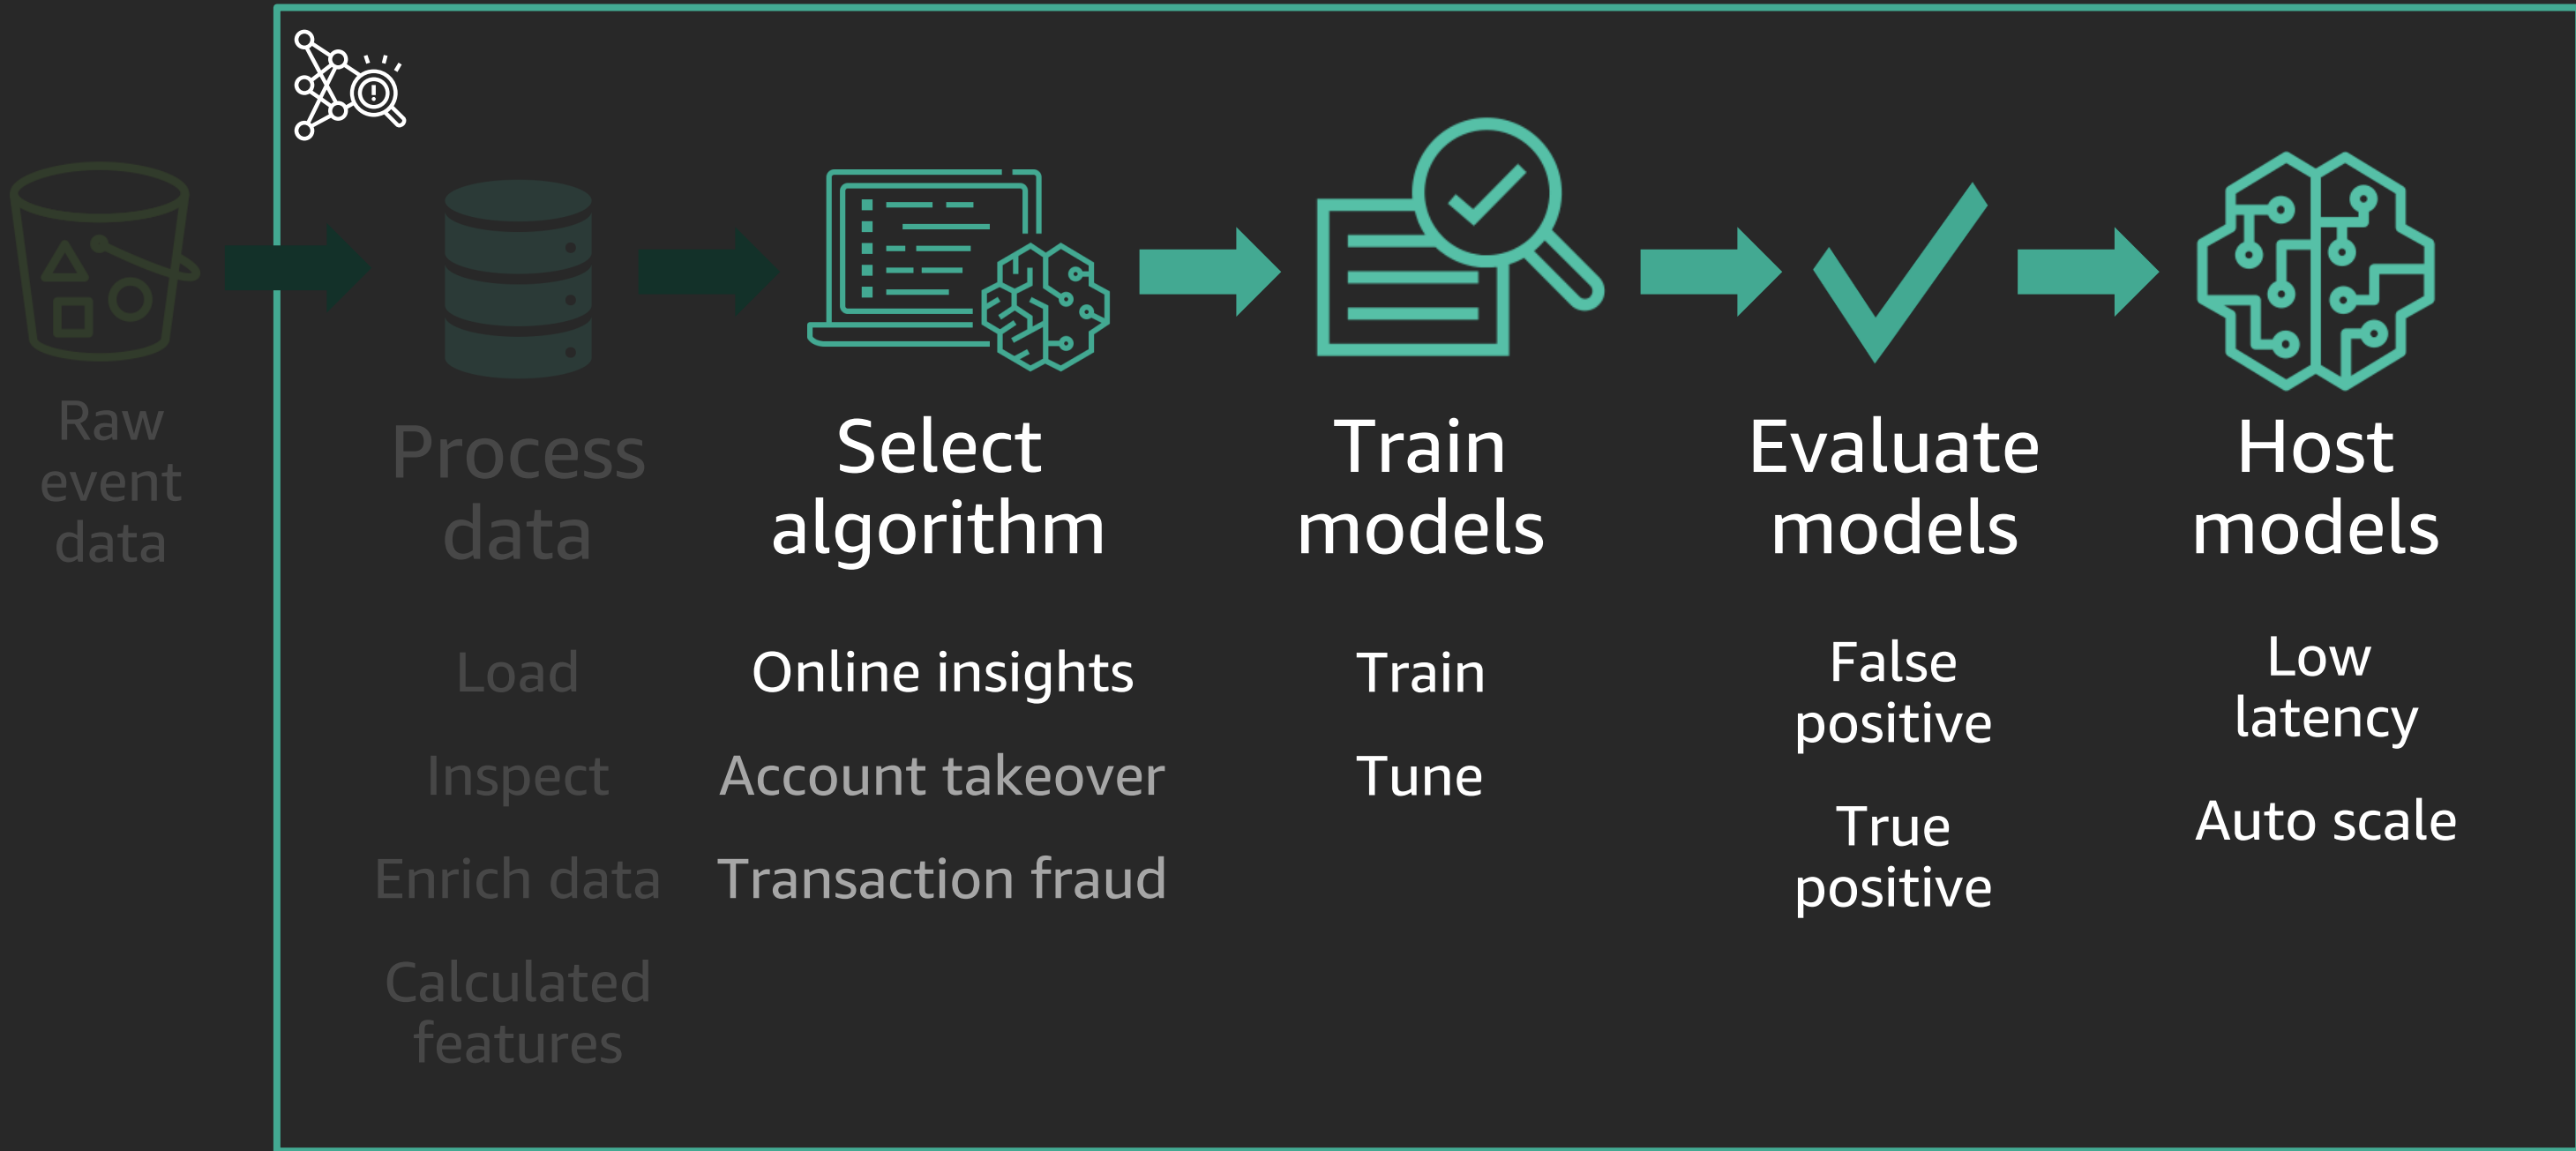 Raw
event
data
Process
data
Load
Inspect
Enrich data
Calculated
features
Select
algorithm
Online insights
Account takeover
Transaction fraud
Train
models
Train
Tune
Evaluate
models
False
positive
True
positive
Host
models
Low
latency
Auto scale